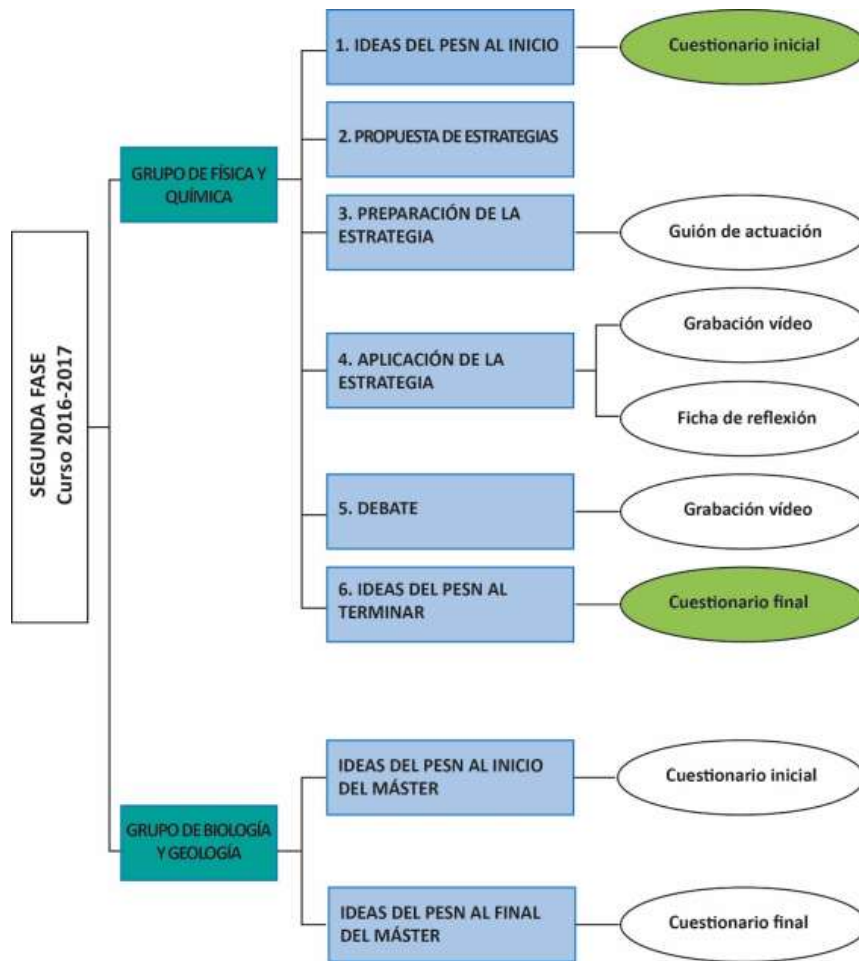 SEGUNDA FASE
Curso 2016-2017
GRUPO DE FÍSICA Y
QUÍMICA
1. IDEAS DEL PESN AL INICIO
Cuestionario inicial
2. PROPUESTA DE ESTRATEGIAS
3. PREPARACIÓN DE LA
ESTRATEGIA
Guión de actuación
4. APLICACIÓN DE LA
ESTRATEGIA
Grabación vídeo
Ficha de reflexión
5. DEBATE
Grabación vídeo
6. IDEAS DEL PESN AL
TERMINAR
Cuestionario final
GRUPO DE BIOLOGÍA
Y GEOLOGÍA
IDEAS DEL PESN AL INICIO
DEL MÁSTER
Cuestionario inicial
IDEAS DEL PESN AL FINAL
DEL MÁSTER
Cuestionario final